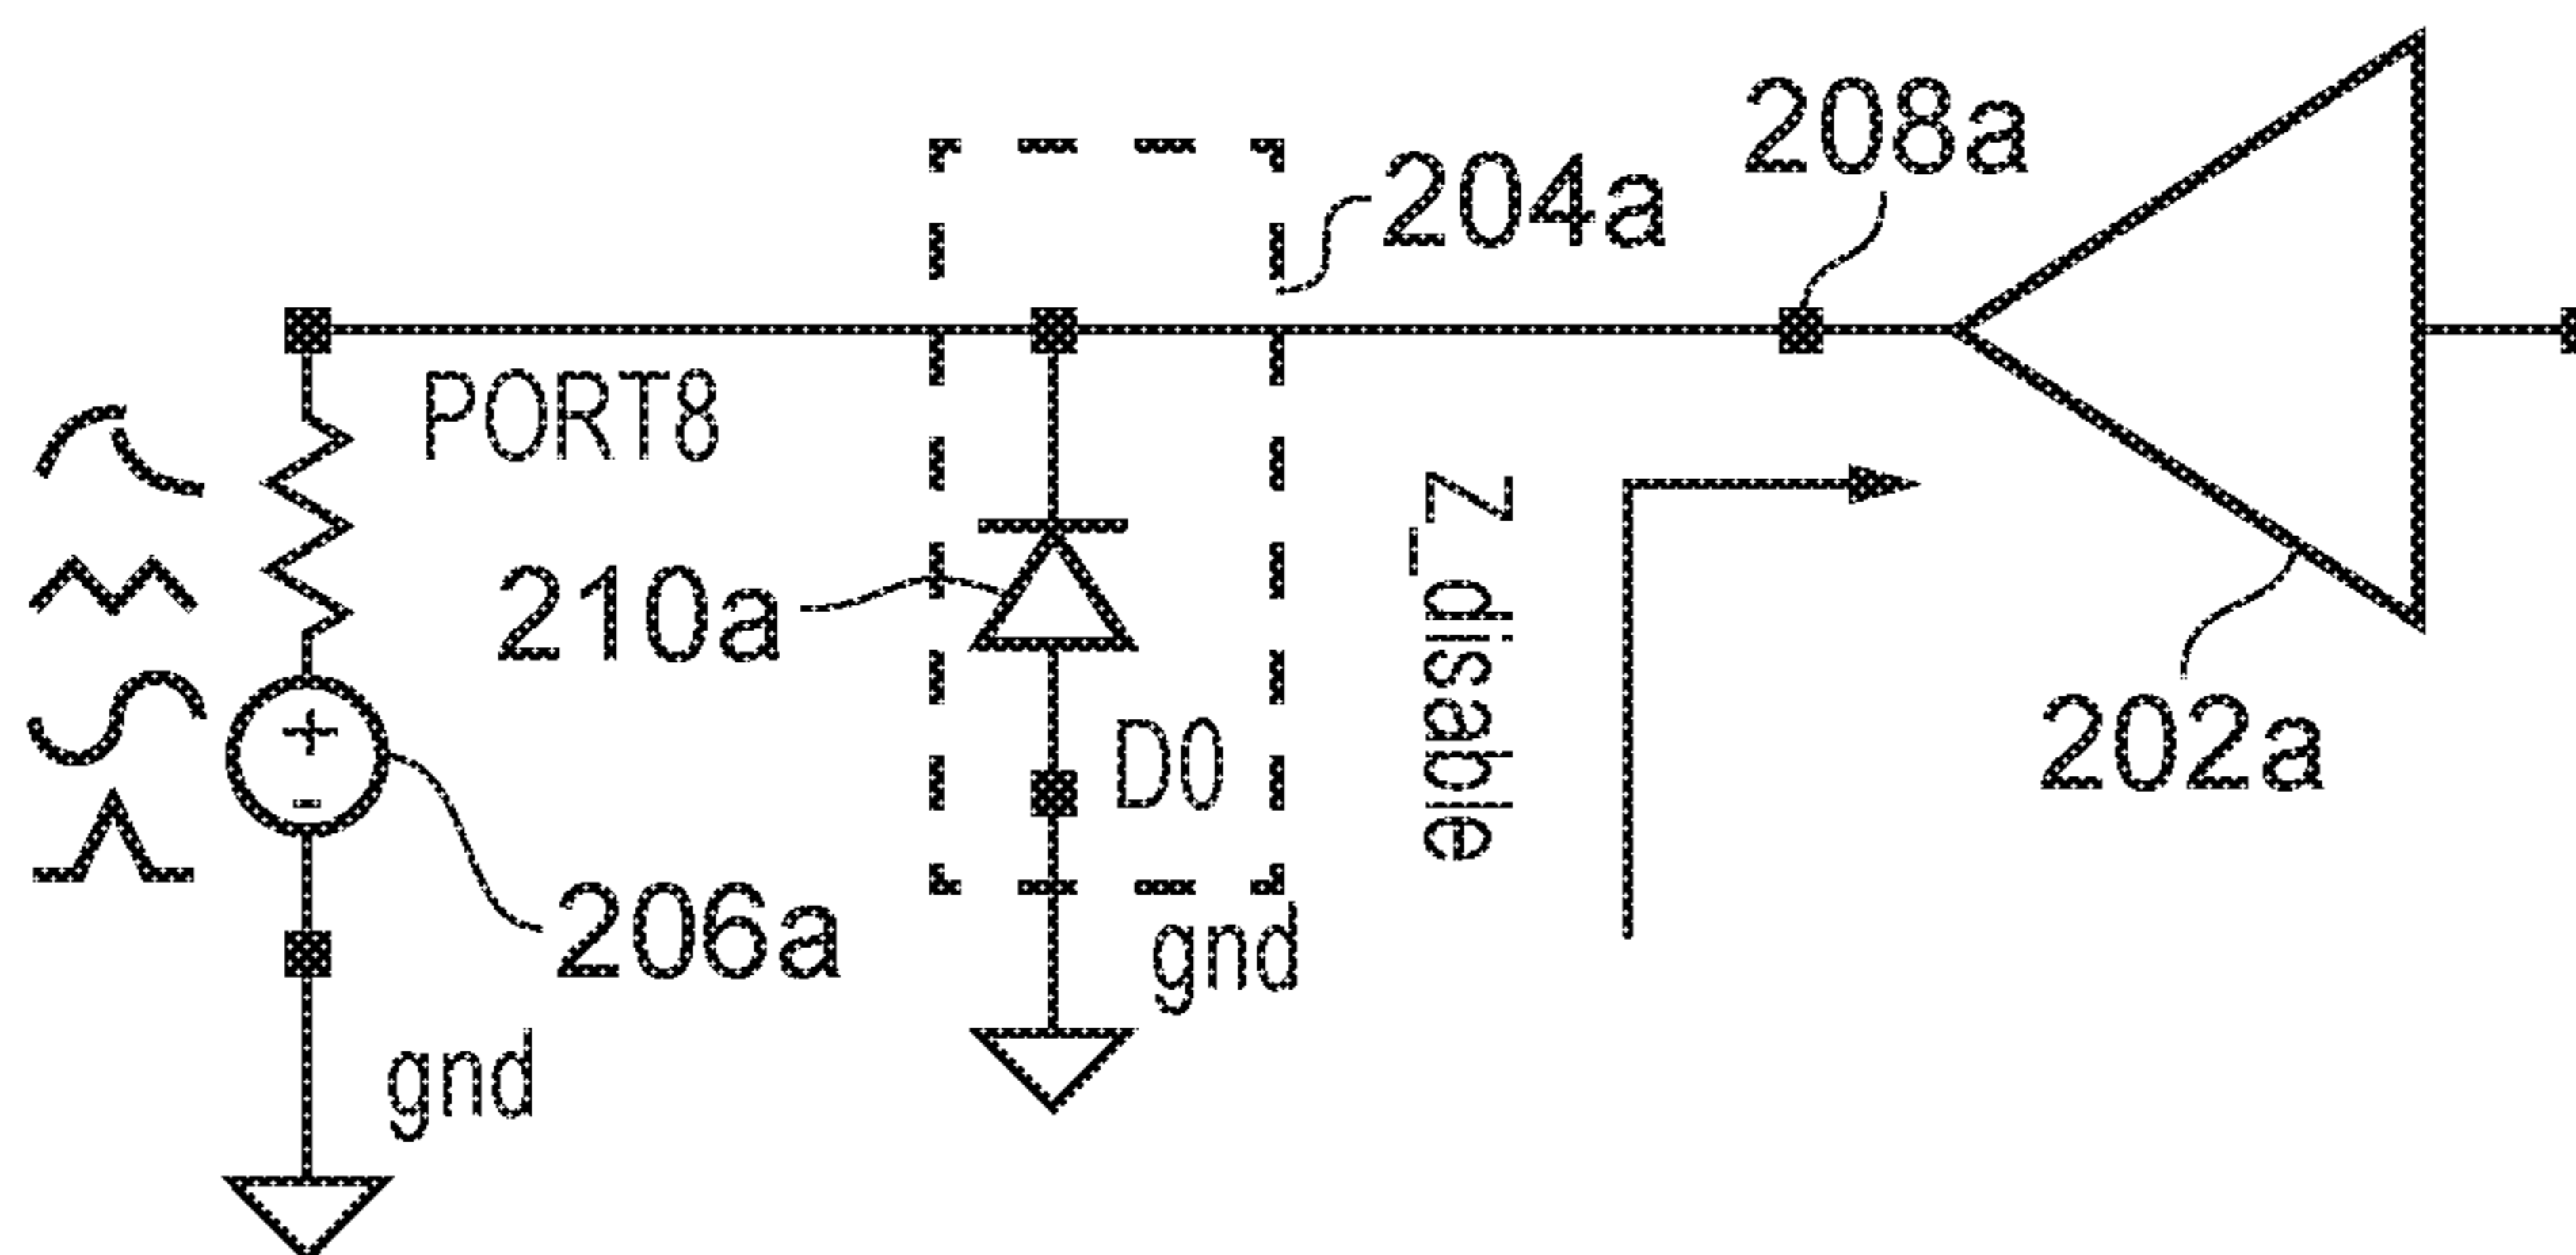 208a
204a
PORT8
Z_disable
210a
202a
D0
+
-
206a
gnd
gnd